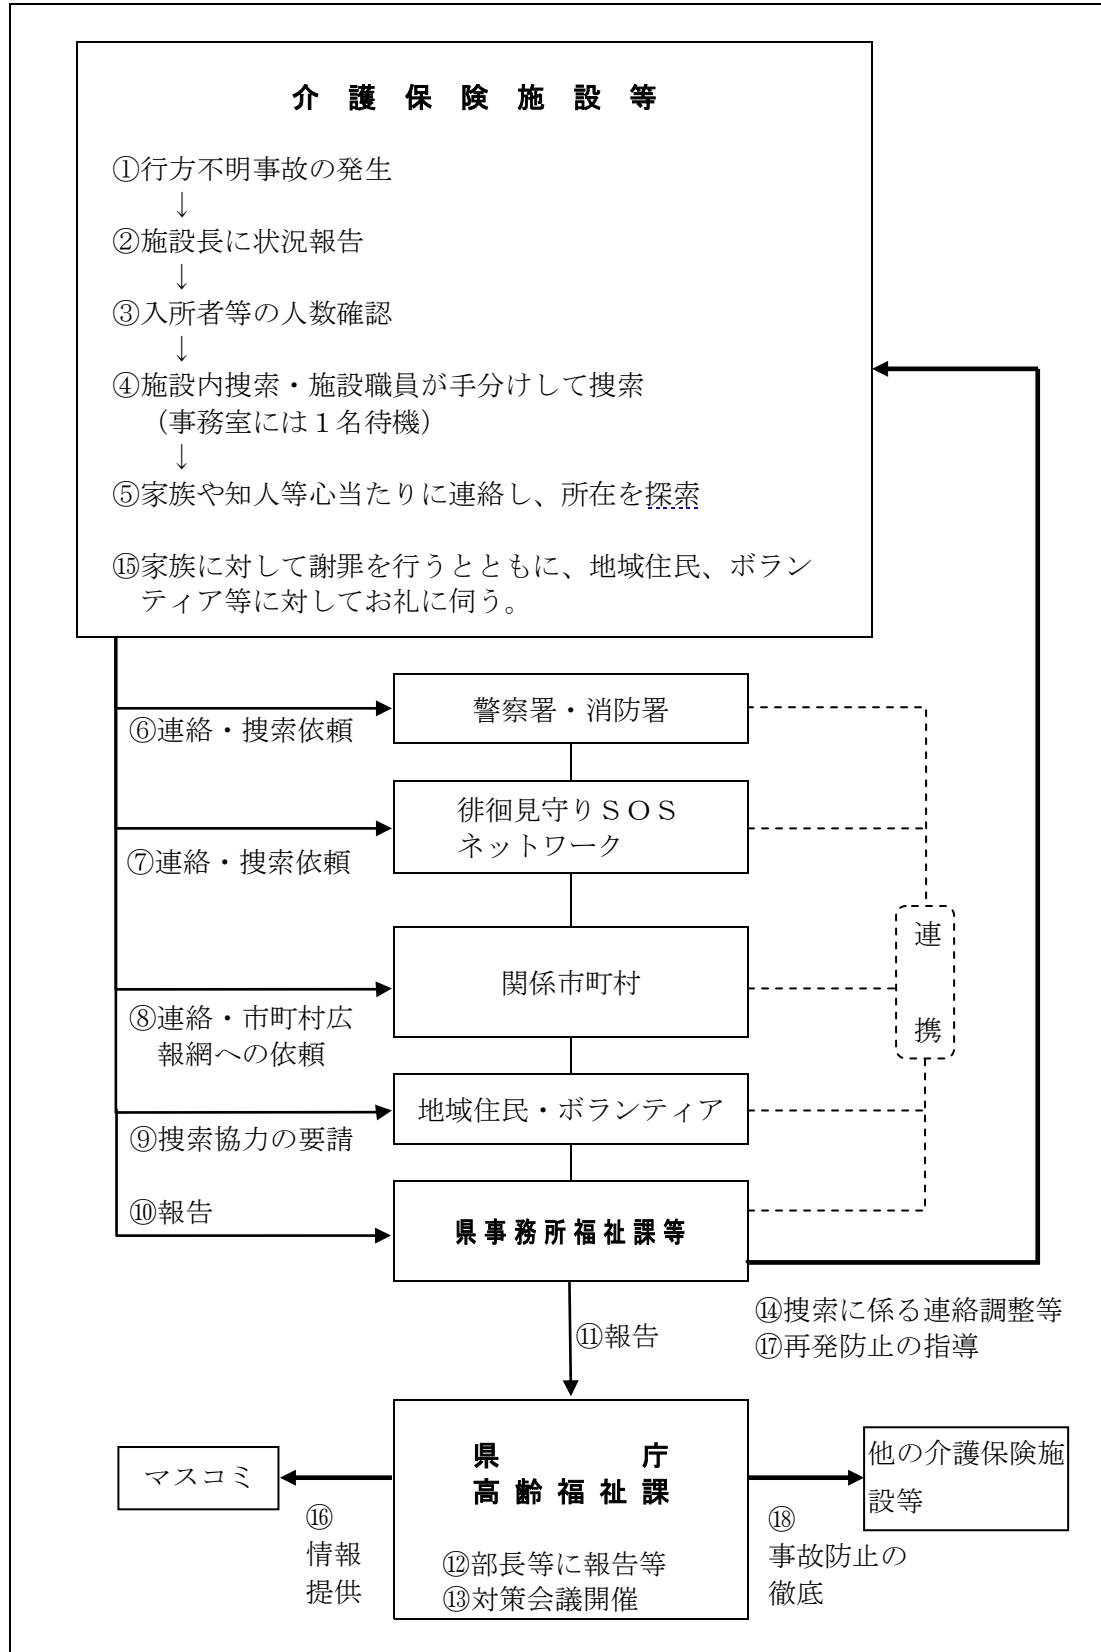 介護保険施設等
①行方不明事故の発生
↓
②施設長に状況報告
↓
③入所者等の人数確認
↓
④施設内捜索・施設職員が手分けして捜索
（事務室には１名待機）
↓
⑤家族や知人等心当たりに連絡し、所在を探索
⑮家族に対して謝罪を行うとともに、地域住民、ボラン
ティア等に対してお礼に伺う。
警察署・消防署
⑥連絡・捜索依頼
徘徊見守りＳＯＳ
ネットワーク
⑦連絡・捜索依頼
連
携
関係市町村
⑧連絡・市町村広
報網への依頼
地域住民・ボランティア
⑨捜索協力の要請
⑩報告
県事務所福祉課等
⑭捜索に係る連絡調整等
⑰再発防止の指導
⑪報告
県庁
高齢福祉課
⑫部長等に報告等
⑬対策会議開催
マスコミ
⑯
情報
提供
他の介護保険施
設等
⑱
事故防止の
徹底